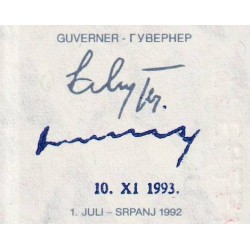 GUVERNER - ГУВЕРНЕР
10. XI 1993.
1. JULI – SRPANJ 1992